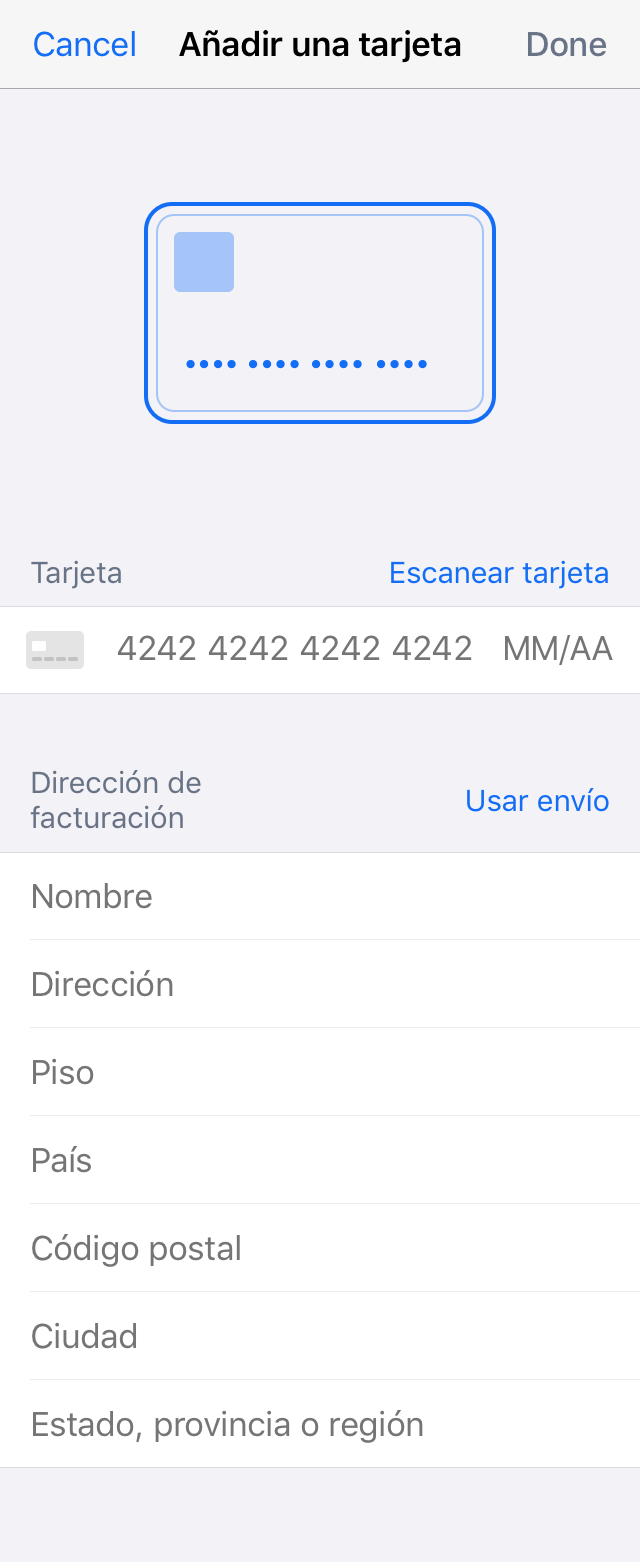 Cancel Añadir una tarjeta Done
Tarjeta Escanear tarjeta
4242 4242 4242 4242 MM/AA
Dirección de
facturación
Usar envío
Nombre
Dirección
Piso
País
Código postal
Ciudad
Estado, provincia o región